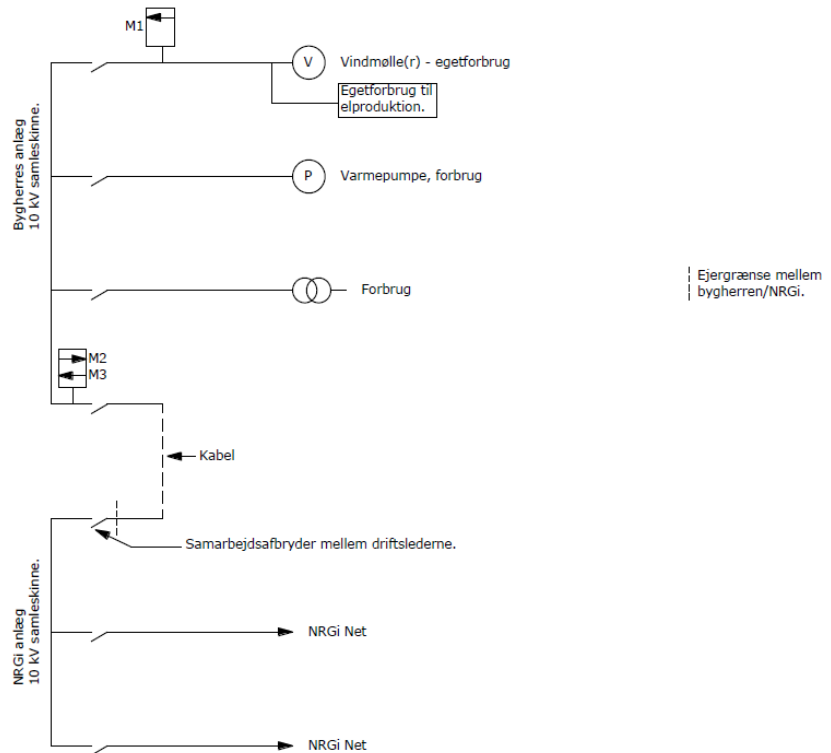 M1
V
Vindmølle(r) - egetforbrug
Egetforbrug til
elproduktion.
Bygherres anlæg
10 kV samleskinne.
P
Varmepumpe, forbrug
Forbrug
Ejergrænse mellem
bygherren/NRGi.
M2
M3
Kabel
Samarbejdsafbryder mellem driftslederne.
NRGi anlæg
10 kV samleskinne.
NRGi Net
NRGi Net